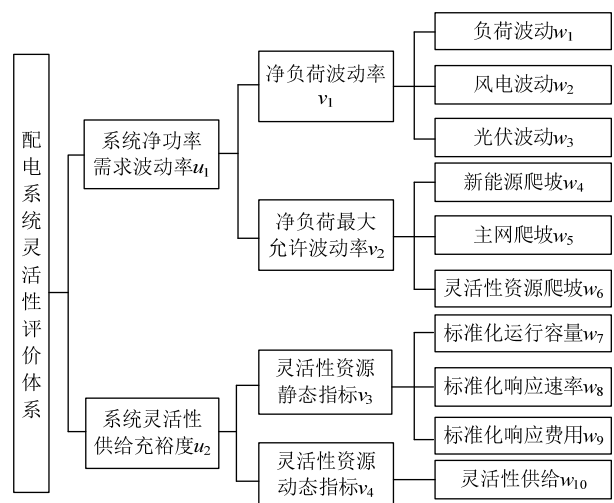 配电系统灵活性评价体系
系统净功率
需求波动率u₁
系统灵活性
供给充裕度u₂
净负荷波动率
v₁
净负荷最大
允许波动率v₂
灵活性资源
静态指标v₃
灵活性资源
动态指标v₄
负荷波动w₁
风电波动w₂
光伏波动w₃
新能源爬坡w₄
主网爬坡w₅
灵活性资源爬坡w₆
标准化运行容量w₇
标准化响应速率w₈
标准化响应费用w₉
灵活性供给w₁₀